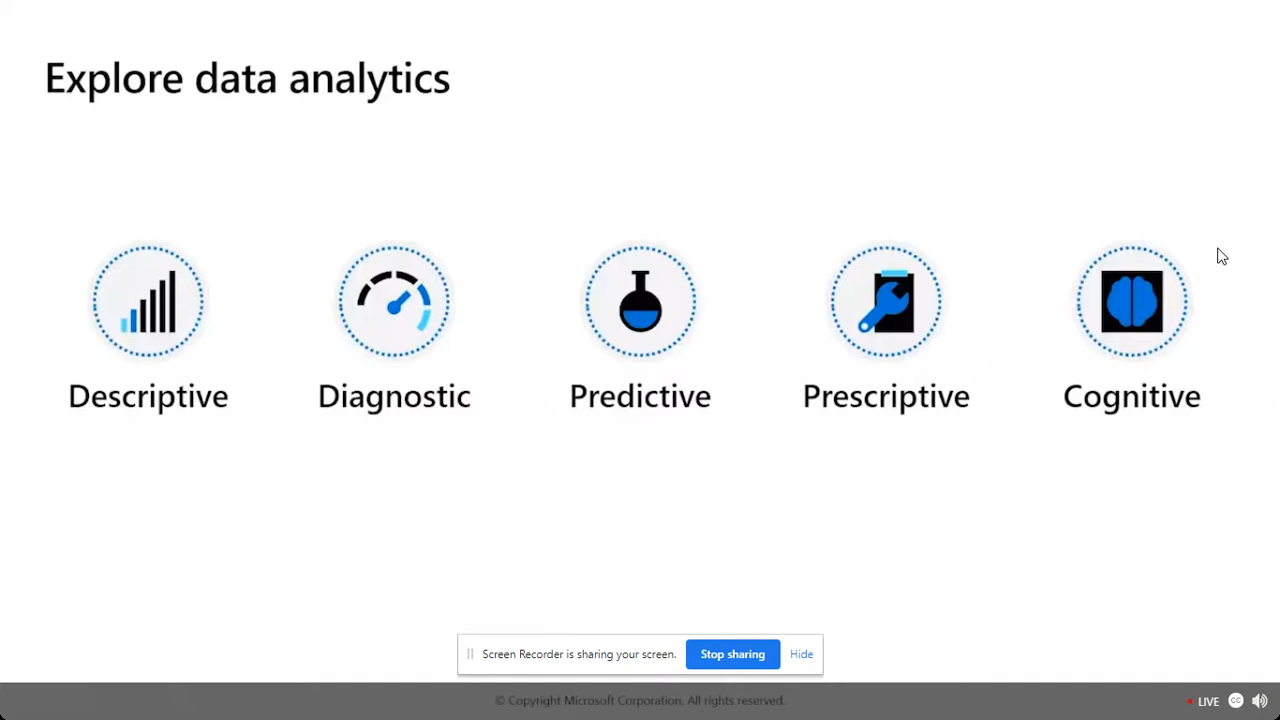 Explore data analytics
Descriptive
Diagnostic
Predictive
Prescriptive
Cognitive
Screen Recorder is sharing your screen.
Stop sharing
Hide
© Copyright Microsoft Corporation. All rights reserved.
LIVE
CC